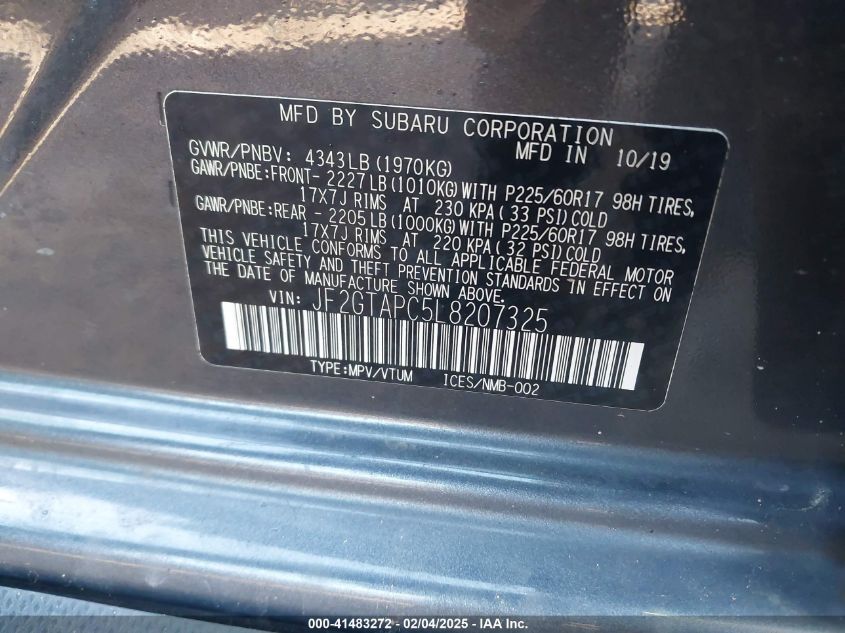 MFD BY SUBARU CORPORATION
MFD IN 10/19
GVWR/PNBV: 4343LB(1970KG)
GAWR/PNBE:FRONT- 2227LB(1010KG)WITH P225/60R17 98H TIRES,
17X7J RIMS AT 230 KPA(33 PSI)COLD
GAWR/PNBE:REAR - 2205LB(1000KG)WITH P225/60R17 98H TIRES,
17X7J RIMS AT 220 KPA(32 PSI)COLD
THIS VEHICLE CONFORMS TO ALL APPLICABLE FEDERAL MOTOR
VEHICLE SAFETY AND THEFT PREVENTION STANDARDS IN EFFECT ON
THE DATE OF MANUFACTURE SHOWN ABOVE.
VIN: JF2GTAPC5L8207325
TYPE:MPV/VTUM ICES/NMB-002
000-41483272 - 02/04/2025 - IAA Inc.